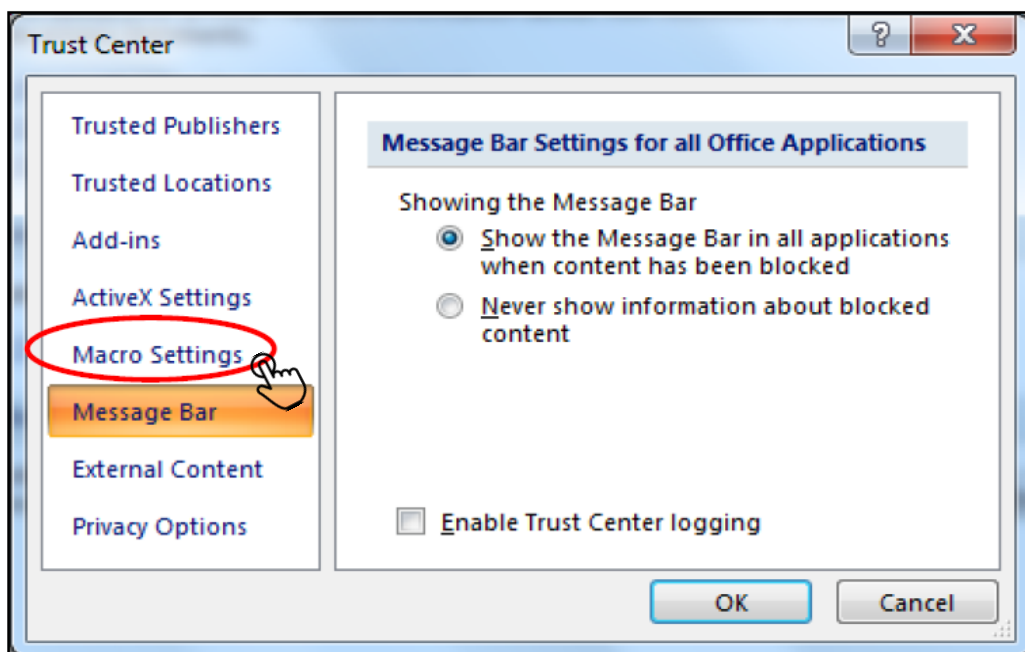 Trust Center
?
Trusted Publishers
Trusted Locations
Add-ins
ActiveX Settings
Macro Settings
Message Bar
External Content
Privacy Options
Message Bar Settings for all Office Applications
Showing the Message Bar
Show the Message Bar in all applications
when content has been blocked
Never show information about blocked
content
Enable Trust Center logging
OK
Cancel